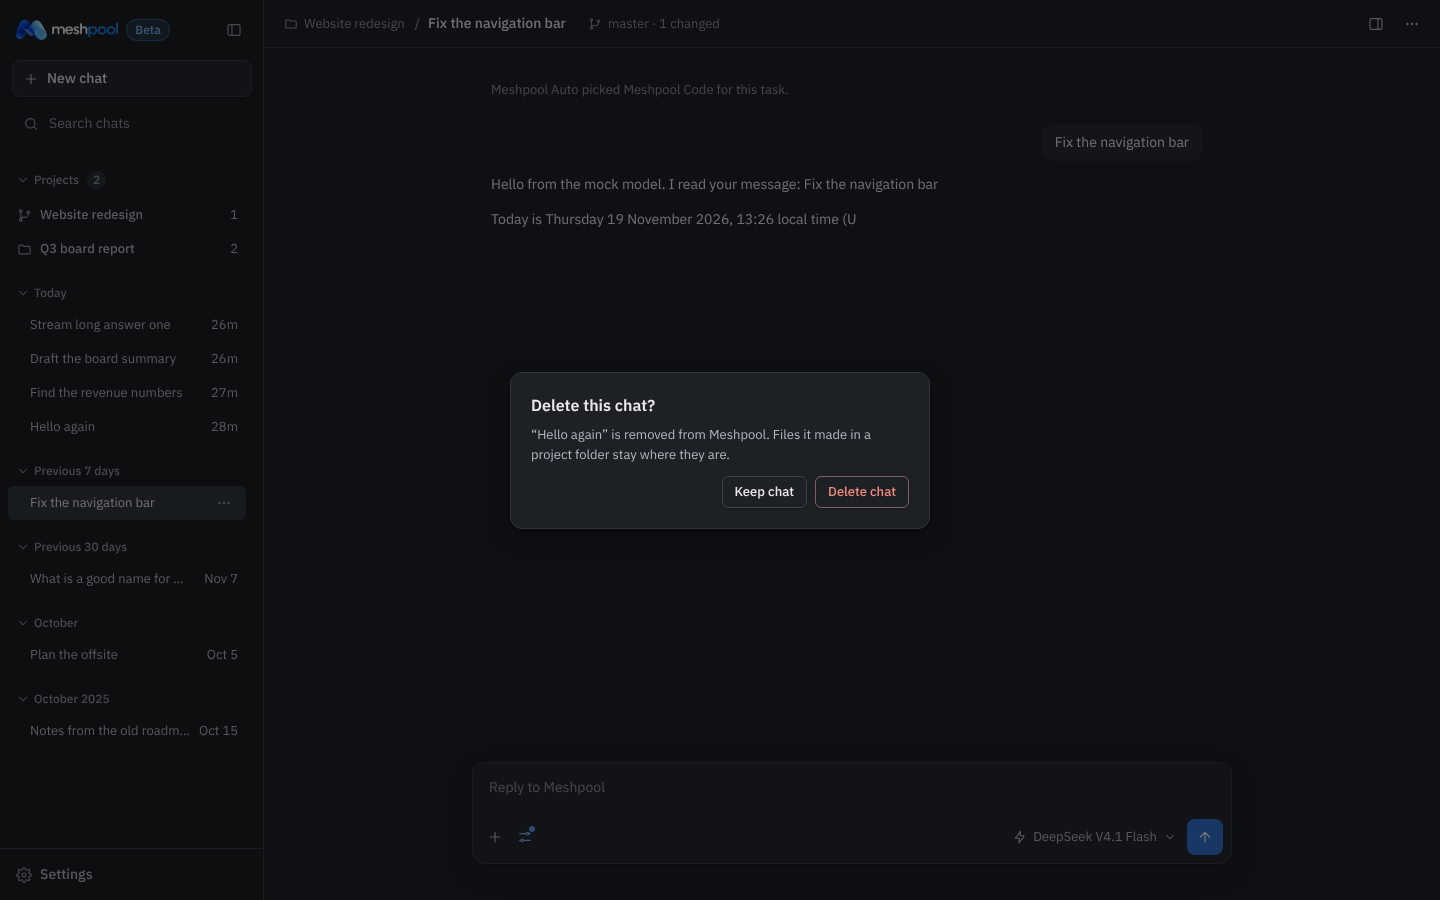 meshpool Beta
New chat
Search chats
Projects 2
Website redesign 1
Q3 board report 2
Today
Stream long answer one 26m
Draft the board summary 26m
Find the revenue numbers 27m
Hello again 28m
Previous 7 days
Fix the navigation bar ...
Previous 30 days
What is a good name for ... Nov 7
October
Plan the offsite Oct 5
October 2025
Notes from the old roadm... Oct 15
Settings
Website redesign / Fix the navigation bar master · 1 changed
Meshpool Auto picked Meshpool Code for this task.
Fix the navigation bar
Hello from the mock model. I read your message: Fix the navigation bar
Today is Thursday 19 November 2026, 13:26 local time (U
Delete this chat?
“Hello again” is removed from Meshpool. Files it made in a
project folder stay where they are.
Keep chat Delete chat
Reply to Meshpool
DeepSeek V4.1 Flash